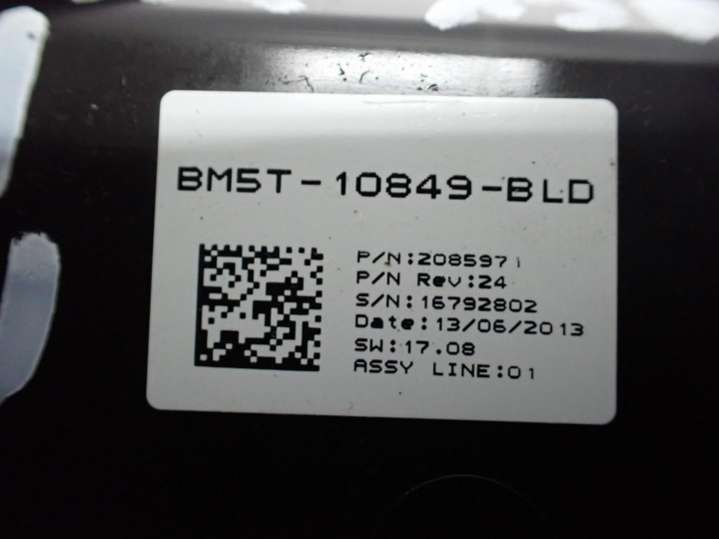 BM5T-10849-BLD
P/N:2085971
P/N Rev:24
S/N:16792802
Date:13/06/2013
SW:17.08
ASSY LINE:01